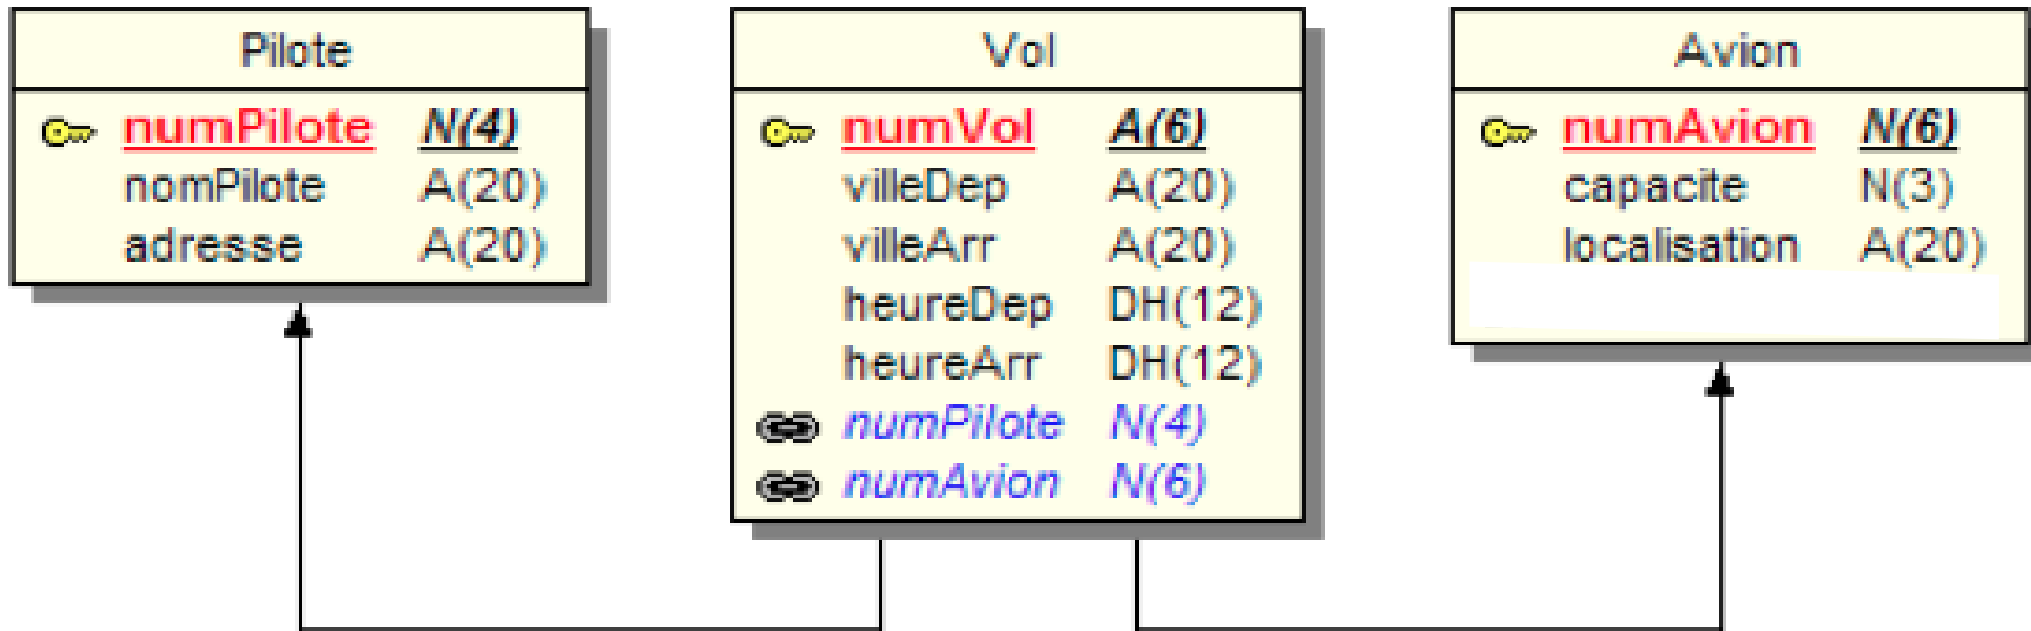 Pilote
numPilote N(4)
nomPilote A(20)
adresse A(20)
Vol
numVol A(6)
villeDep A(20)
villeArr A(20)
heureDep DH(12)
heureArr DH(12)
numPilote N(4)
numAvion N(6)
Avion
numAvion N(6)
capacite N(3)
localisation A(20)